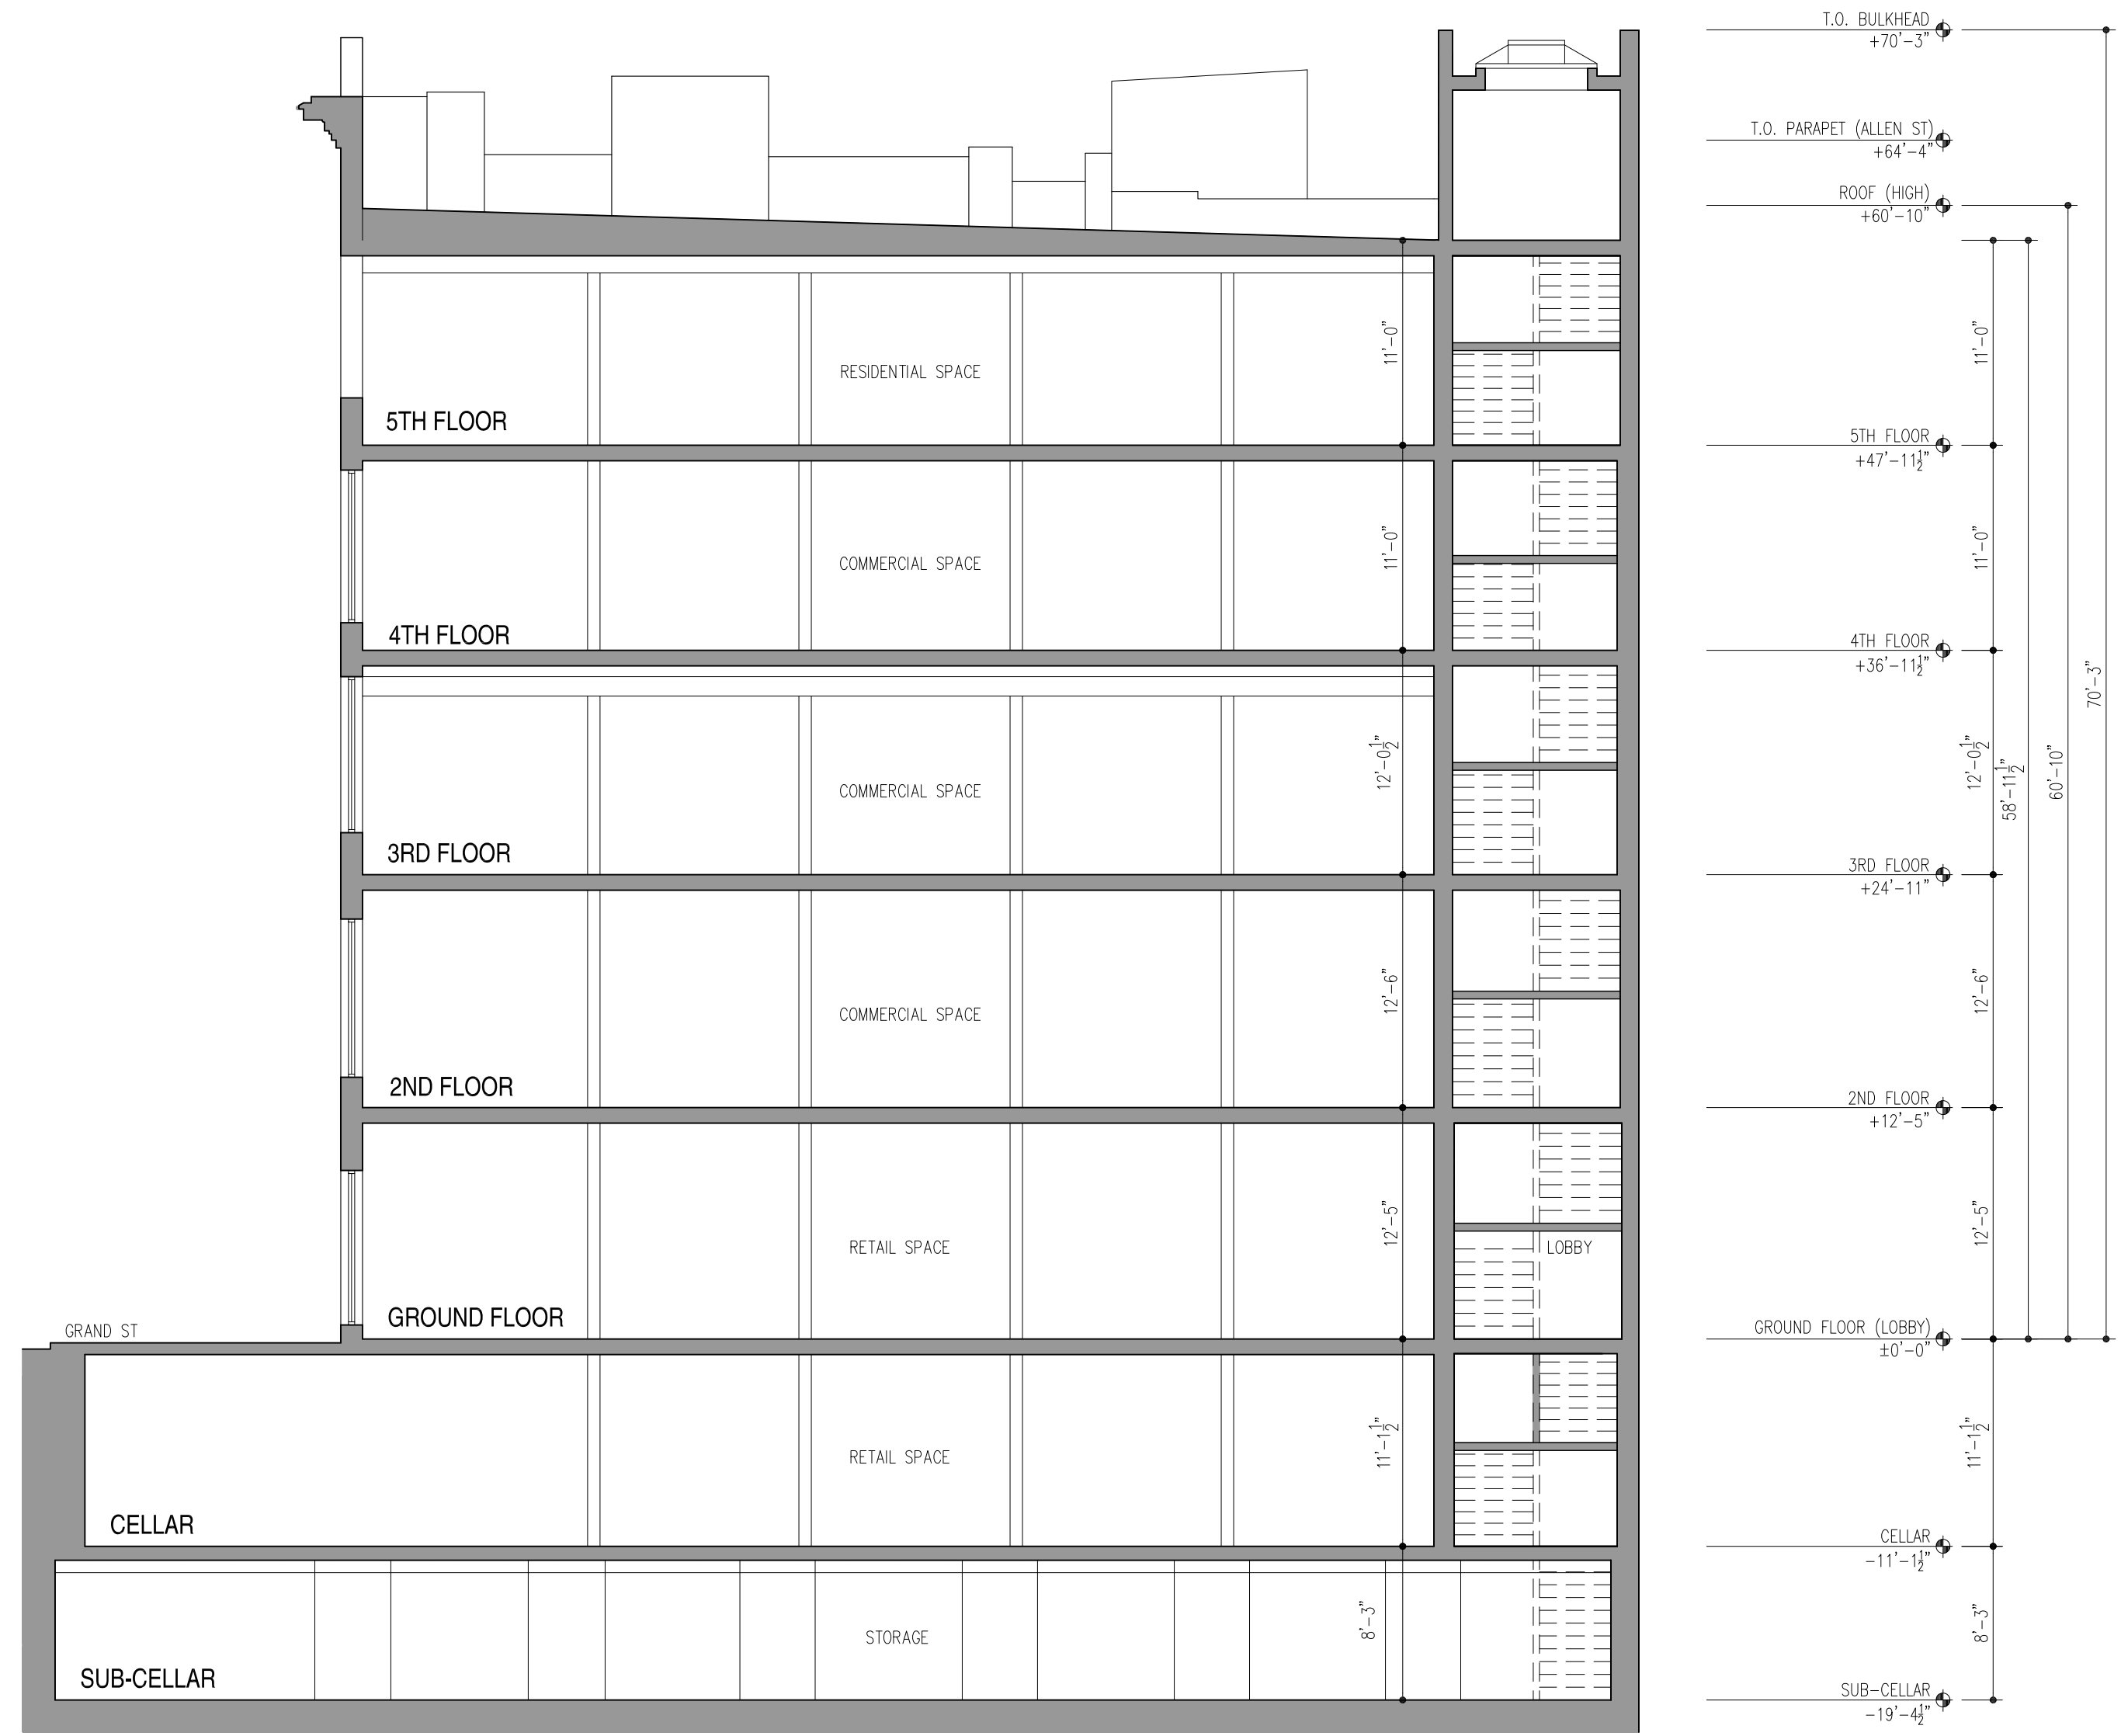 T.O. BULKHEAD
+70'-3"
T.O. PARAPET (ALLEN ST)
+64'-4"
ROOF (HIGH)
+60'-10"
11'-0"
11'-0"
RESIDENTIAL SPACE
5TH FLOOR
5TH FLOOR
+47'-11½"
11'-0"
11'-0"
COMMERCIAL SPACE
4TH FLOOR
4TH FLOOR
+36'-11½"
70'-3"
12'-0½"
12'-0½"
58'-11½"
60'-10"
COMMERCIAL SPACE
3RD FLOOR
3RD FLOOR
+24'-11"
12'-6"
12'-6"
COMMERCIAL SPACE
2ND FLOOR
2ND FLOOR
+12'-5"
12'-5"
12'-5"
RETAIL SPACE
LOBBY
GROUND FLOOR
GRAND ST
GROUND FLOOR (LOBBY)
±0'-0"
11'-1½"
11'-1½"
RETAIL SPACE
CELLAR
CELLAR
-11'-1½"
8'-3"
8'-3"
STORAGE
SUB-CELLAR
SUB-CELLAR
-19'-4½"